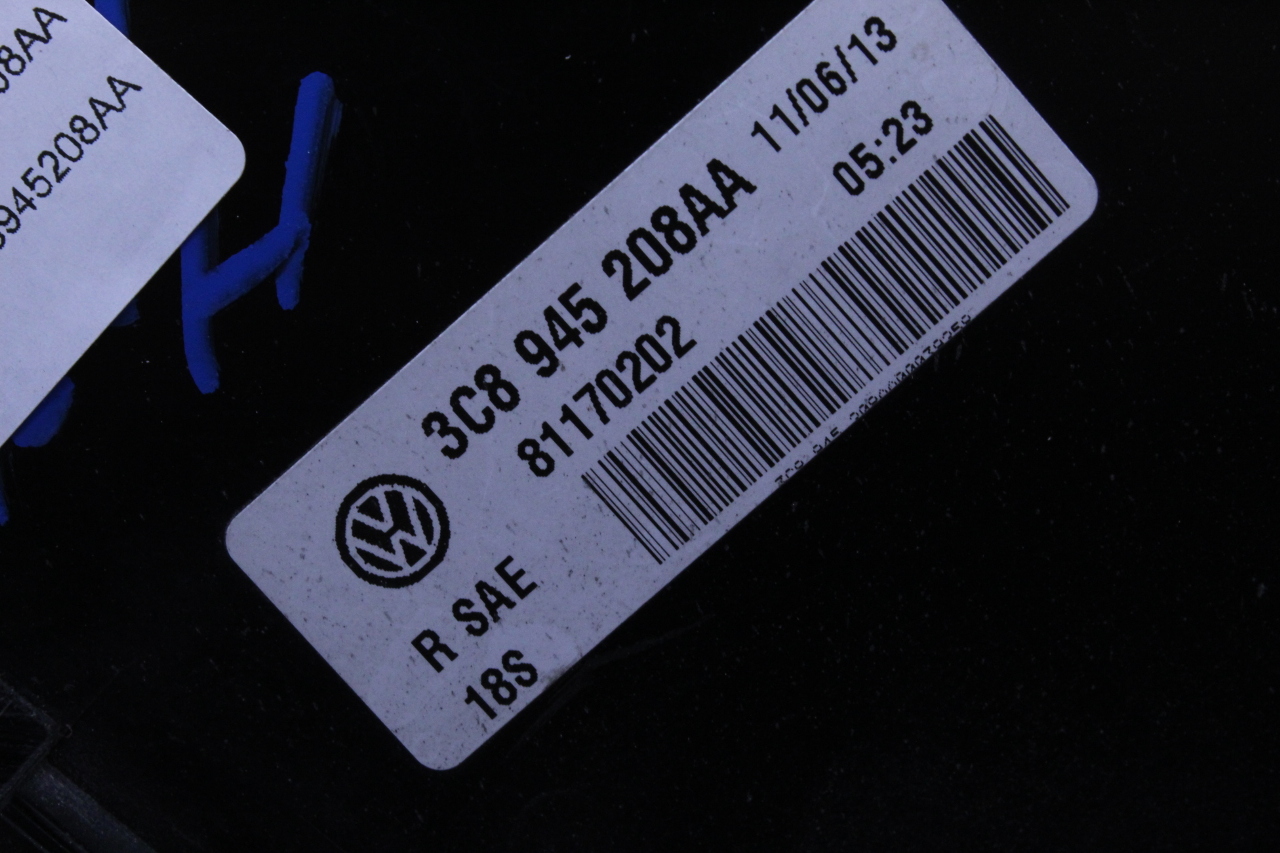 08AA
945208AA
3C8 945 208AA 11/06/13
81170202 05:23
R SAE
18S